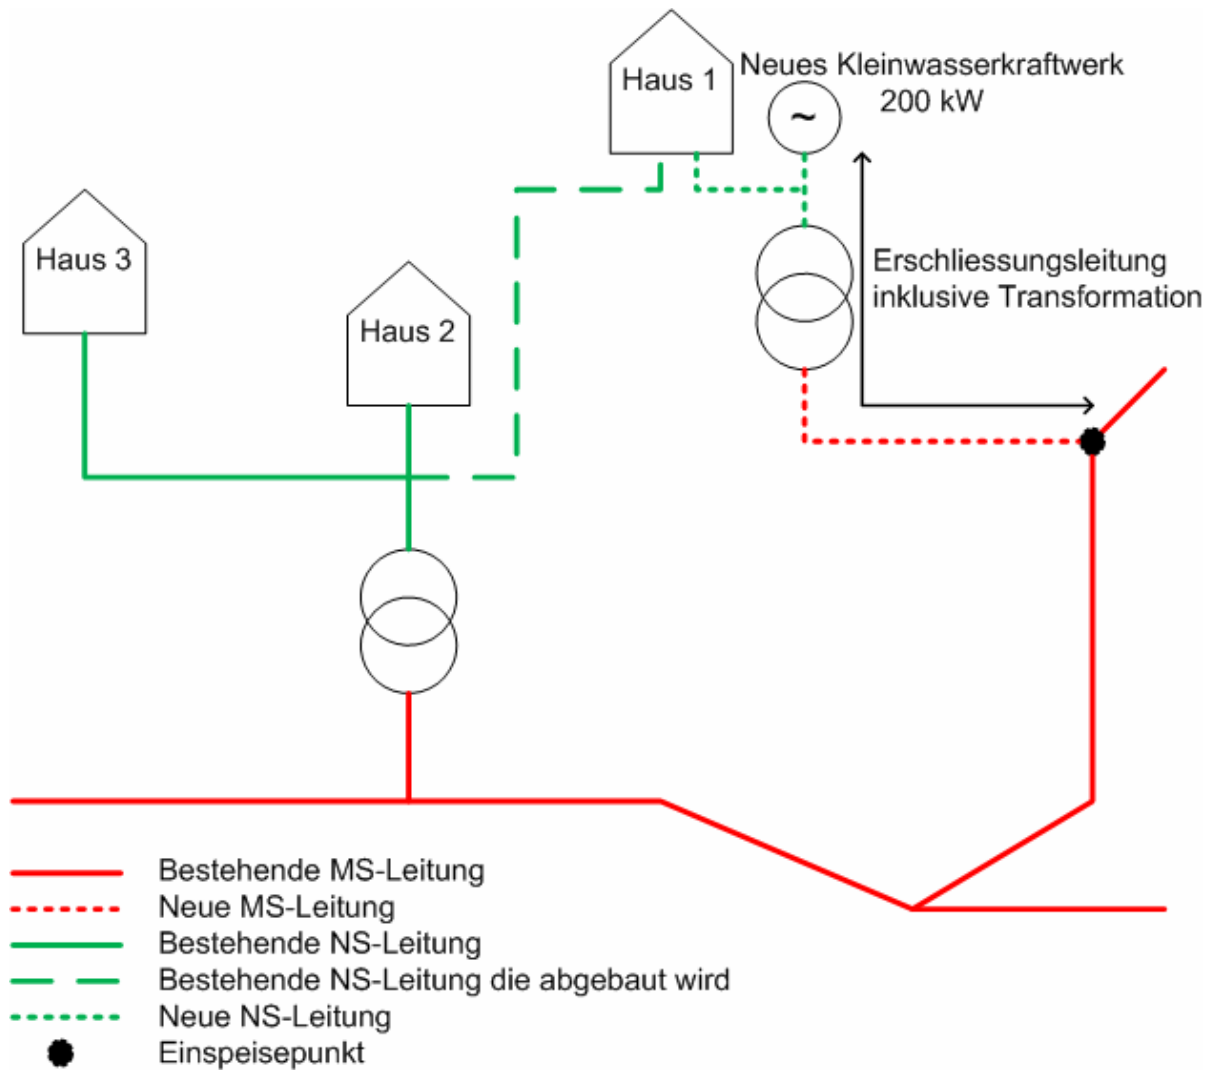 Haus 1
Neues Kleinwasserkraftwerk
200 kW
~
Haus 3
Haus 2
Erschliessungsleitung
inklusive Transformation
Bestehende MS-Leitung
Neue MS-Leitung
Bestehende NS-Leitung
Bestehende NS-Leitung die abgebaut wird
Neue NS-Leitung
Einspeisepunkt